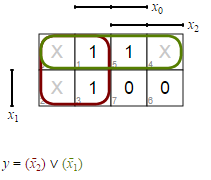 x₀
x₂
X 1 1 X
0 1 5 4
X 1 0 0
2 3 7 6
x₁
y = (x̄₂) ∨ (x̄₁)